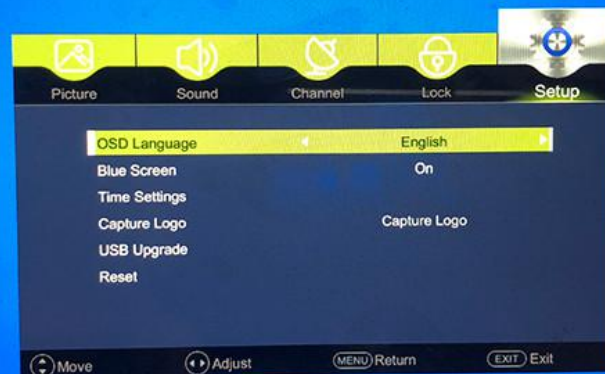 Picture Sound Channel Lock Setup
OSD Language English
Blue Screen On
Time Settings
Capture Logo Capture Logo
USB Upgrade
Reset
Move Adjust MENU Return EXIT Exit